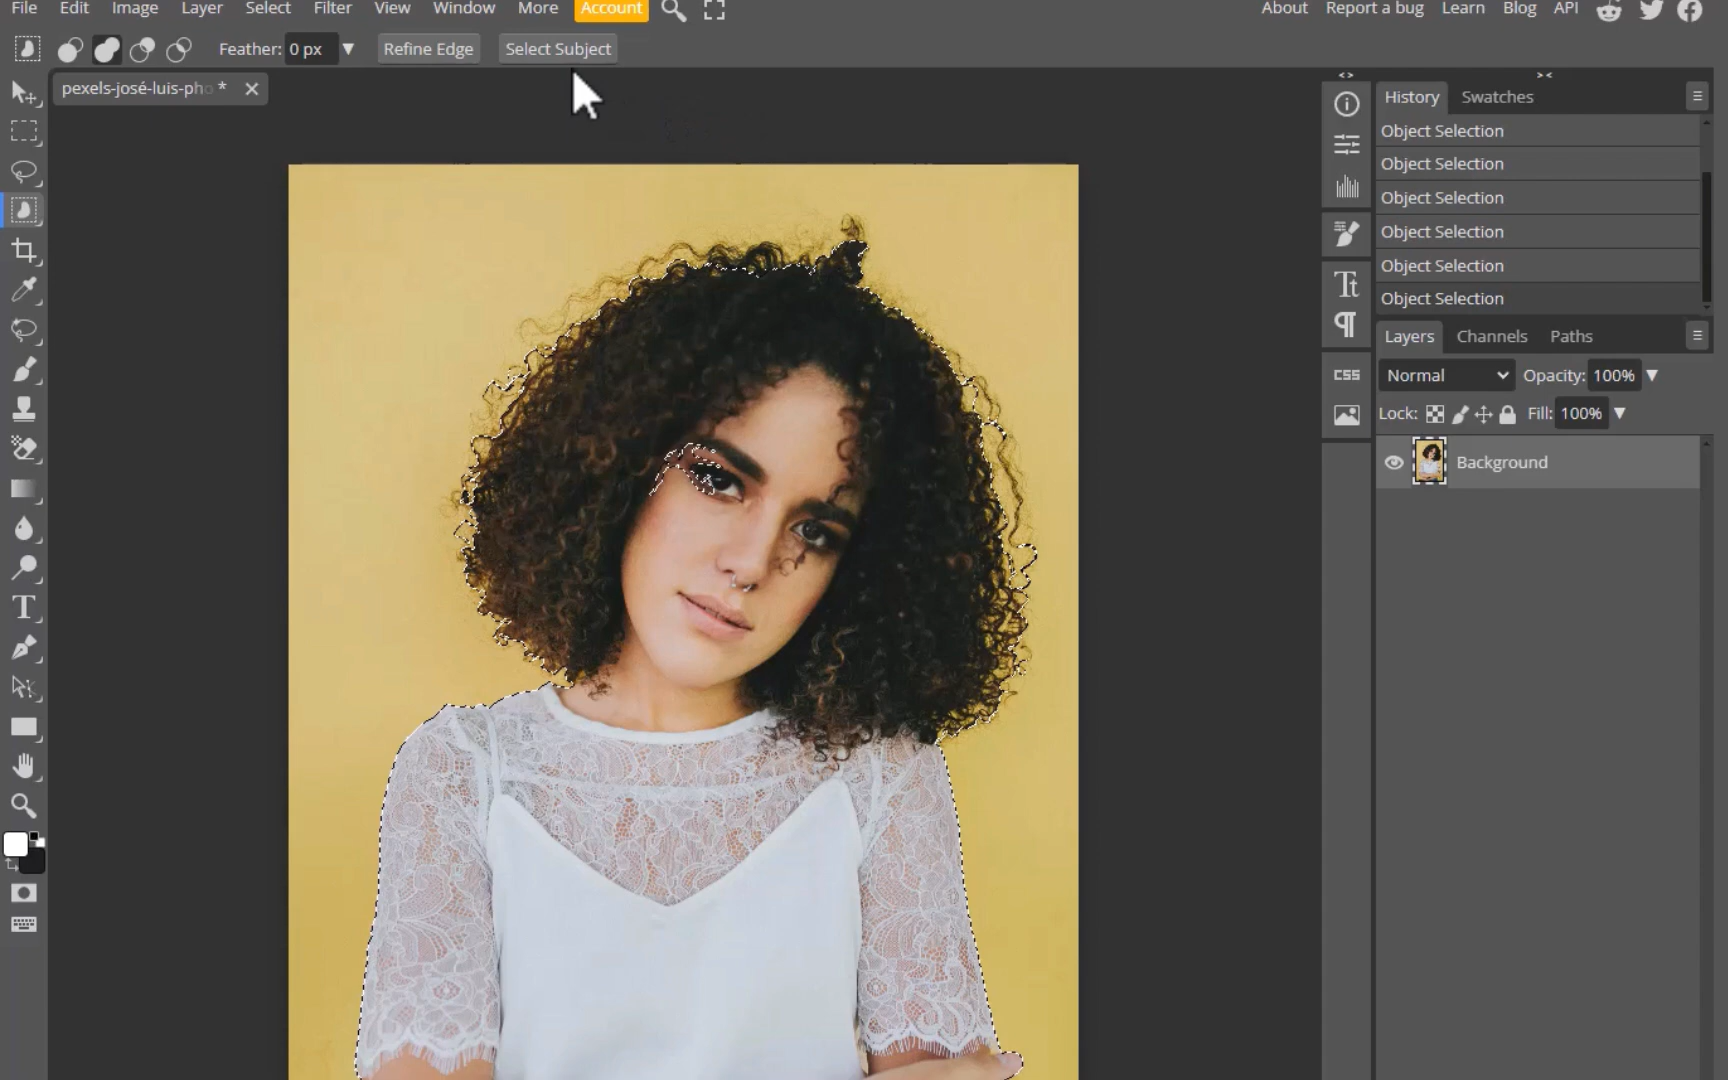 File Edit Image Layer Select Filter View Window More Account About Report a bug Learn Blog API
Feather: 0 px Refine Edge Select Subject
pexels-josé-luis-pho *
History Swatches
Object Selection
Object Selection
Object Selection
Object Selection
Object Selection
Object Selection
Layers Channels Paths
CSS
Normal Opacity: 100%
Lock: Fill: 100%
Background